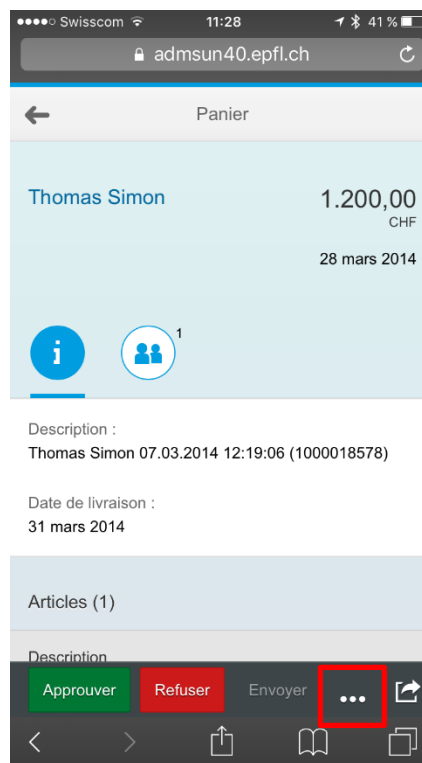 Swisscom 11:28 41 %
admsun40.epfl.ch
Panier
Thomas Simon 1.200,00
CHF
28 mars 2014
i 1
Description :
Thomas Simon 07.03.2014 12:19:06 (1000018578)
Date de livraison :
31 mars 2014
Articles (1)
Description
Approuver Refuser Envoyer ...